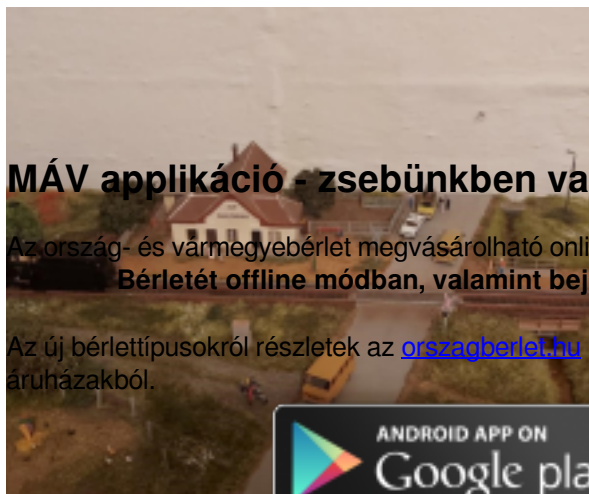 MÁV applikáció - zsebünkben va
Az ország- és vármegyebérlet megvásárolható onli
Bérletét offline módban, valamint bej
Az új bérlettípusokról részletek az orszagberlet.hu
áruházakból.
ANDROID APP ON
Google pla